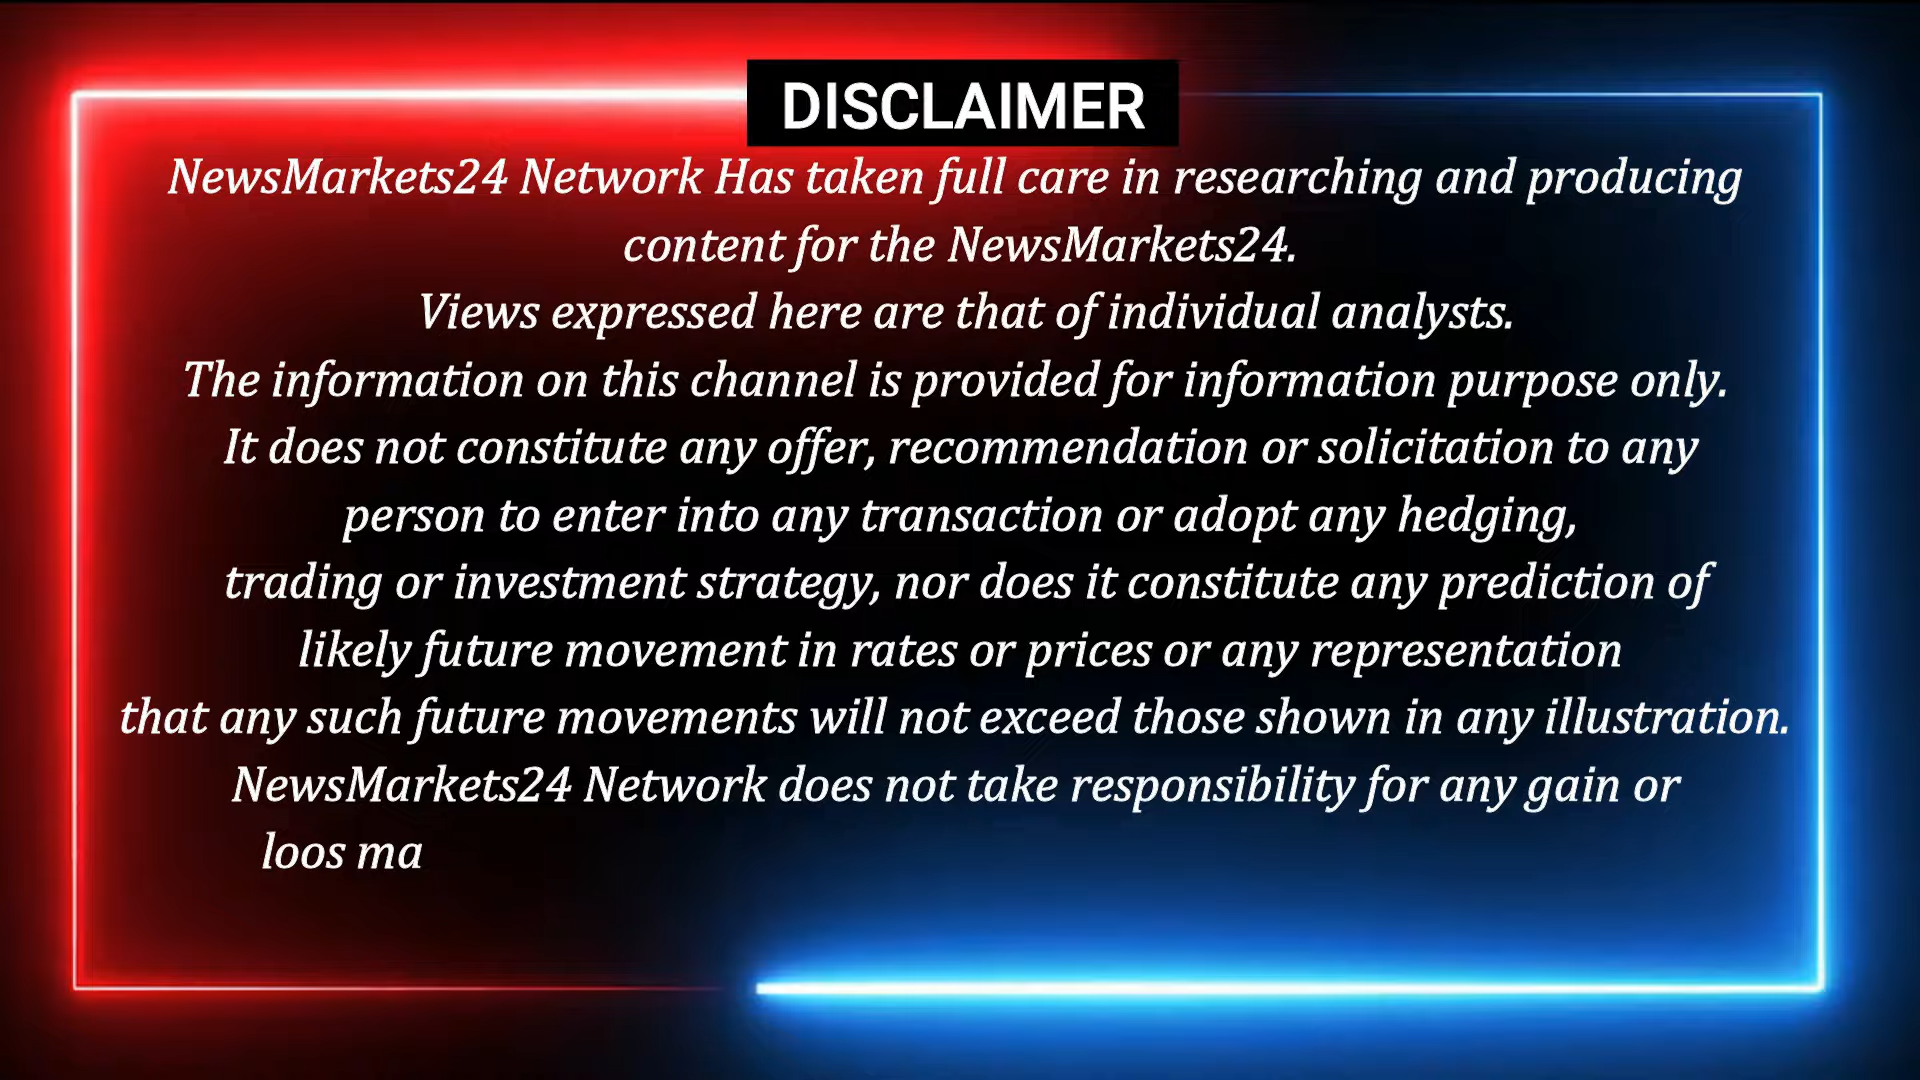 DISCLAIMER
NewsMarkets24 Network Has taken full care in researching and producing
content for the NewsMarkets24.
Views expressed here are that of individual analysts.
The information on this channel is provided for information purpose only.
It does not constitute any offer, recommendation or solicitation to any
person to enter into any transaction or adopt any hedging,
trading or investment strategy, nor does it constitute any prediction of
likely future movement in rates or prices or any representation
that any such future movements will not exceed those shown in any illustration.
NewsMarkets24 Network does not take responsibility for any gain or
loos ma